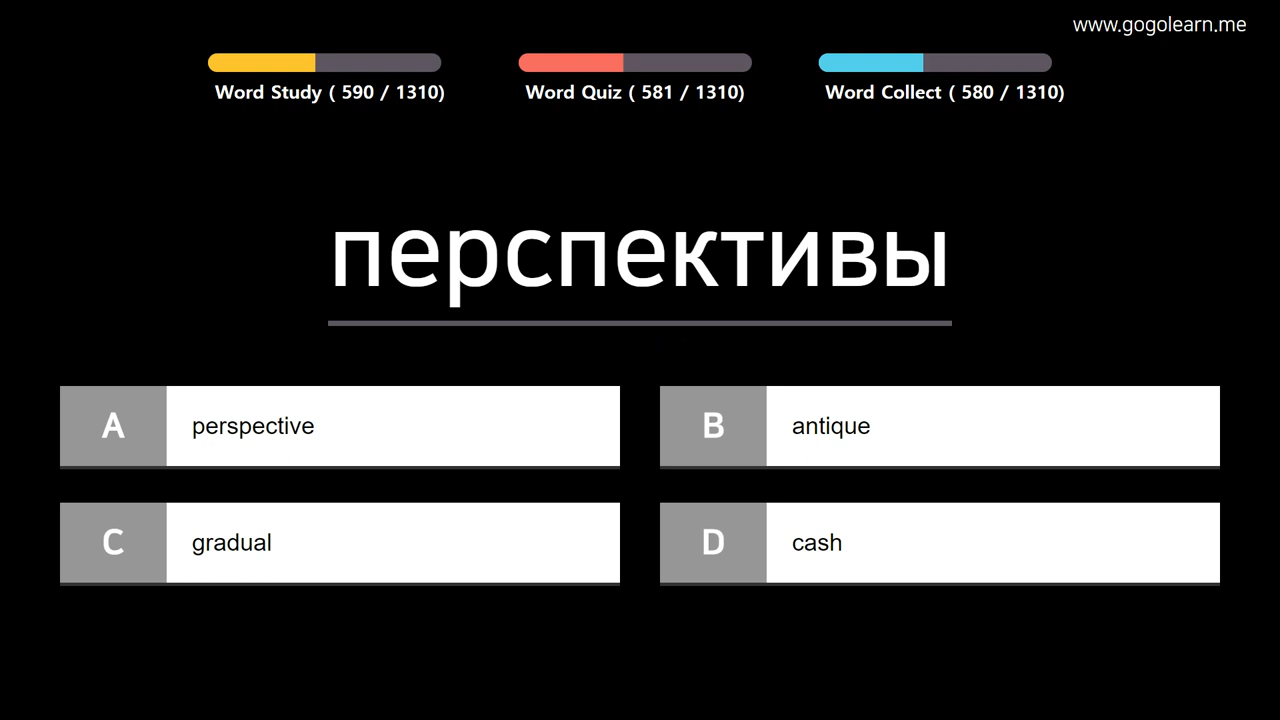 www.gogolearn.me
Word Study ( 590 / 1310)
Word Quiz ( 581 / 1310)
Word Collect ( 580 / 1310)
перспективы
A perspective
B antique
C gradual
D cash